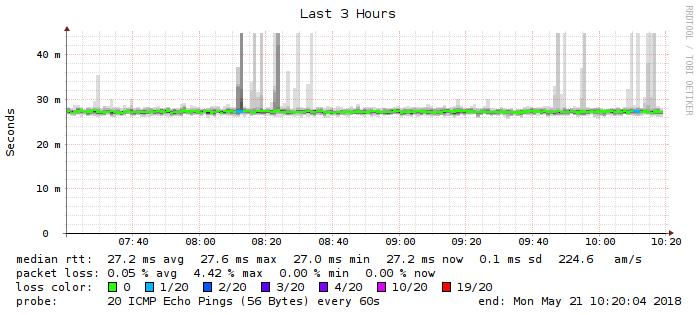 Last 3 Hours
RRDTOOL / TOBI OETIKER
Seconds
40 m
30 m
20 m
10 m
0
07:40 08:00 08:20 08:40 09:00 09:20 09:40 10:00 10:20
median rtt: 27.2 ms avg 27.6 ms max 27.0 ms min 27.2 ms now 0.1 ms sd 224.6 am/s
packet loss: 0.05 % avg 4.42 % max 0.00 % min 0.00 % now
loss color: 0 1/20 2/20 3/20 4/20 10/20 19/20
probe: 20 ICMP Echo Pings (56 Bytes) every 60s end: Mon May 21 10:20:04 2018